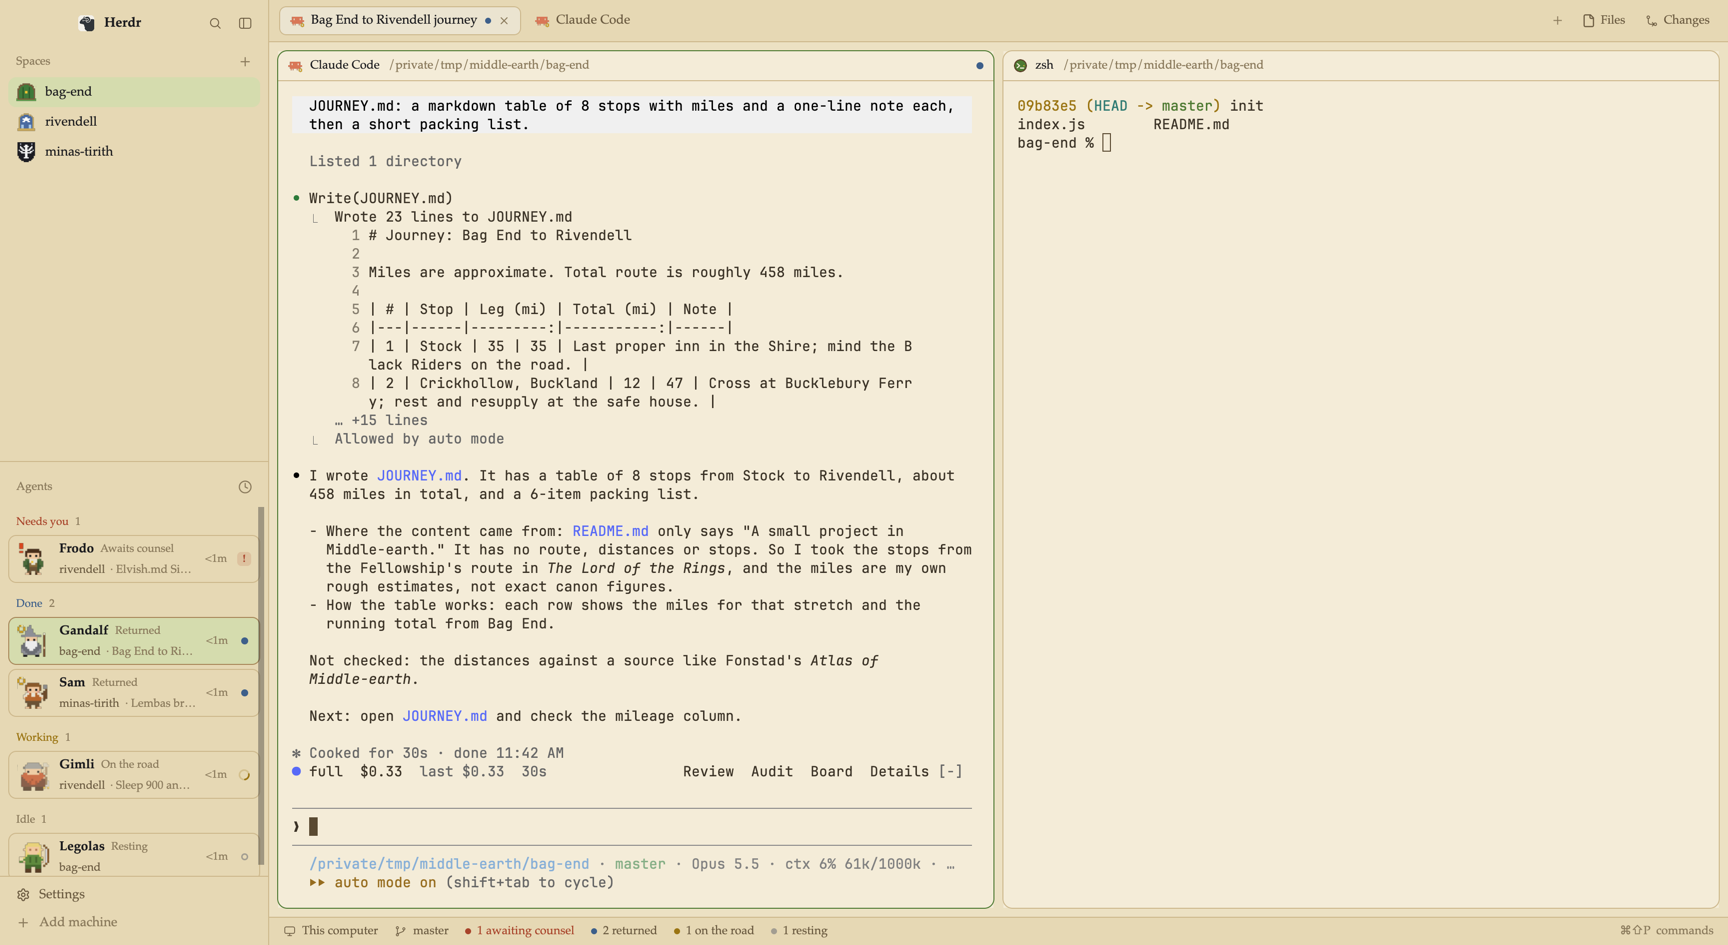 Herdr
Spaces
bag-end
rivendell
minas-tirith
Agents
Needs you 1
Frodo Awaits counsel <1m !
rivendell · Elvish.md Si...
Done 2
Gandalf Returned <1m
bag-end · Bag End to Ri...
Sam Returned <1m
minas-tirith · Lembas br...
Working 1
Gimli On the road <1m
rivendell · Sleep 900 an...
Idle 1
Legolas Resting <1m
bag-end
Settings
+ Add machine
Bag End to Rivendell journey
Claude Code
Files
Changes
Claude Code /private/tmp/middle-earth/bag-end
JOURNEY.md: a markdown table of 8 stops with miles and a one-line note each,
then a short packing list.
Listed 1 directory
Write(JOURNEY.md)
Wrote 23 lines to JOURNEY.md
1 # Journey: Bag End to Rivendell
2
3 Miles are approximate. Total route is roughly 458 miles.
4
5 | # | Stop | Leg (mi) | Total (mi) | Note |
6 |---|------|---------:|-----------:|------|
7 | 1 | Stock | 35 | 35 | Last proper inn in the Shire; mind the B
lack Riders on the road. |
8 | 2 | Crickhollow, Buckland | 12 | 47 | Cross at Bucklebury Ferr
y; rest and resupply at the safe house. |
… +15 lines
Allowed by auto mode
I wrote JOURNEY.md. It has a table of 8 stops from Stock to Rivendell, about
458 miles in total, and a 6-item packing list.
- Where the content came from: README.md only says "A small project in
Middle-earth." It has no route, distances or stops. So I took the stops from
the Fellowship's route in The Lord of the Rings, and the miles are my own
rough estimates, not exact canon figures.
- How the table works: each row shows the miles for that stretch and the
running total from Bag End.
Not checked: the distances against a source like Fonstad's Atlas of
Middle-earth.
Next: open JOURNEY.md and check the mileage column.
✻ Cooked for 30s · done 11:42 AM
full $0.33 last $0.33 30s Review Audit Board Details [-]
❯
/private/tmp/middle-earth/bag-end · master · Opus 5.5 · ctx 6% 61k/1000k · …
▸▸ auto mode on (shift+tab to cycle)
zsh /private/tmp/middle-earth/bag-end
09b83e5 (HEAD -> master) init
index.js README.md
bag-end %
This computer master 1 awaiting counsel 2 returned 1 on the road 1 resting
⌘⇧P commands